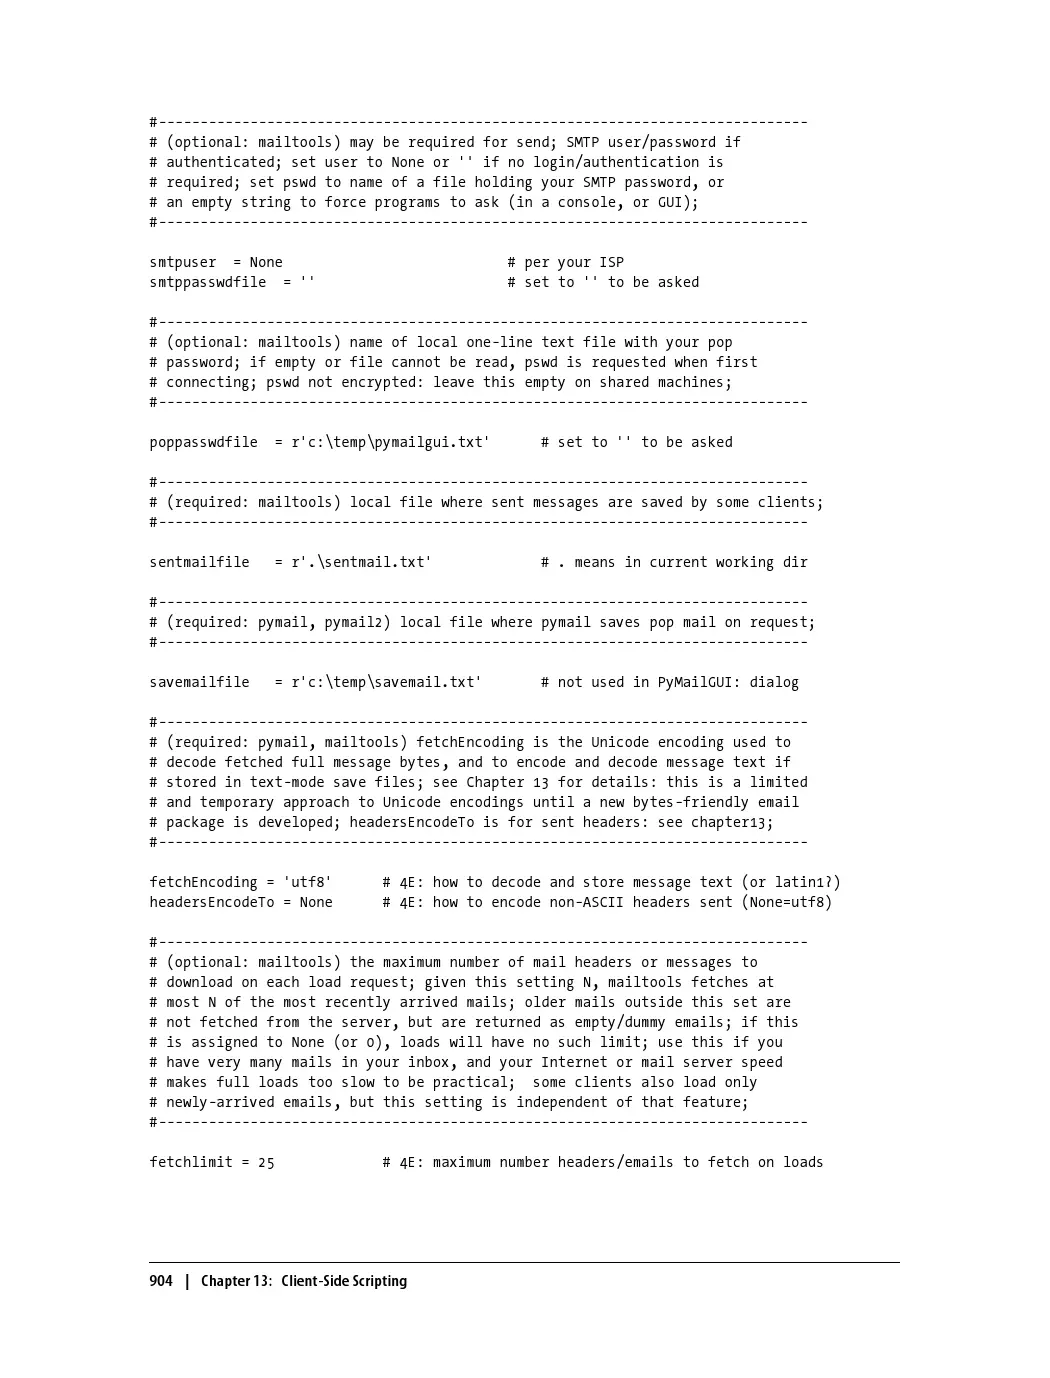 #------------------------------------------------------------------------------
# (optional: mailtools) may be required for send; SMTP user/password if
# authenticated; set user to None or '' if no login/authentication is
# required; set pswd to name of a file holding your SMTP password, or
# an empty string to force programs to ask (in a console, or GUI);
#------------------------------------------------------------------------------
smtpuser  = None                           # per your ISP
smtppasswdfile  = ''                       # set to '' to be asked
#------------------------------------------------------------------------------
# (optional: mailtools) name of local one-line text file with your pop
# password; if empty or file cannot be read, pswd is requested when first
# connecting; pswd not encrypted: leave this empty on shared machines;
#------------------------------------------------------------------------------
poppasswdfile  = r'c:\temp\pymailgui.txt'      # set to '' to be asked
#------------------------------------------------------------------------------
# (required: mailtools) local file where sent messages are saved by some clients;
#------------------------------------------------------------------------------
sentmailfile   = r'.\sentmail.txt'             # . means in current working dir
#------------------------------------------------------------------------------
# (required: pymail, pymail2) local file where pymail saves pop mail on request;
#------------------------------------------------------------------------------
savemailfile   = r'c:\temp\savemail.txt'       # not used in PyMailGUI: dialog
#------------------------------------------------------------------------------
# (required: pymail, mailtools) fetchEncoding is the Unicode encoding used to
# decode fetched full message bytes, and to encode and decode message text if
# stored in text-mode save files; see Chapter 13 for details: this is a limited
# and temporary approach to Unicode encodings until a new bytes-friendly email
# package is developed; headersEncodeTo is for sent headers: see chapter13;
#------------------------------------------------------------------------------
fetchEncoding = 'utf8'      # 4E: how to decode and store message text (or latin1?)
headersEncodeTo = None      # 4E: how to encode non-ASCII headers sent (None=utf8)
#------------------------------------------------------------------------------
# (optional: mailtools) the maximum number of mail headers or messages to
# download on each load request; given this setting N, mailtools fetches at
# most N of the most recently arrived mails; older mails outside this set are
# not fetched from the server, but are returned as empty/dummy emails; if this
# is assigned to None (or 0), loads will have no such limit; use this if you
# have very many mails in your inbox, and your Internet or mail server speed
# makes full loads too slow to be practical;  some clients also load only
# newly-arrived emails, but this setting is independent of that feature;
#------------------------------------------------------------------------------
fetchlimit = 25             # 4E: maximum number headers/emails to fetch on loads
904 | Chapter 13: Client-Side Scripting